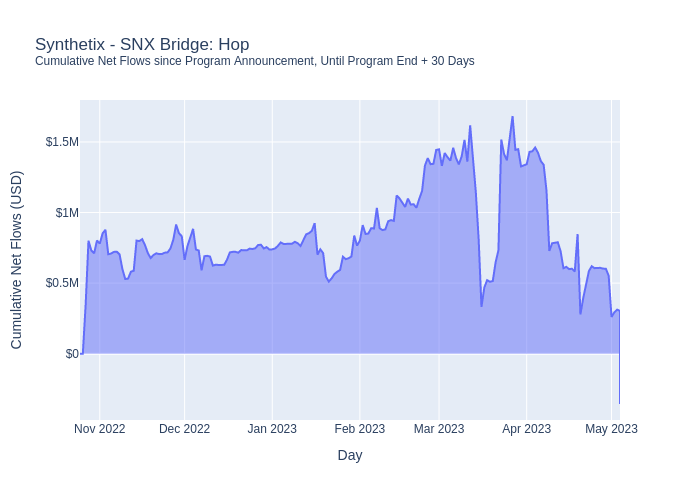 Synthetix - SNX Bridge: Hop
Cumulative Net Flows since Program Announcement, Until Program End + 30 Days
Cumulative Net Flows (USD)
$1.5M
$1M
$0.5M
$0
Nov 2022 Dec 2022 Jan 2023 Feb 2023 Mar 2023 Apr 2023 May 2023
Day